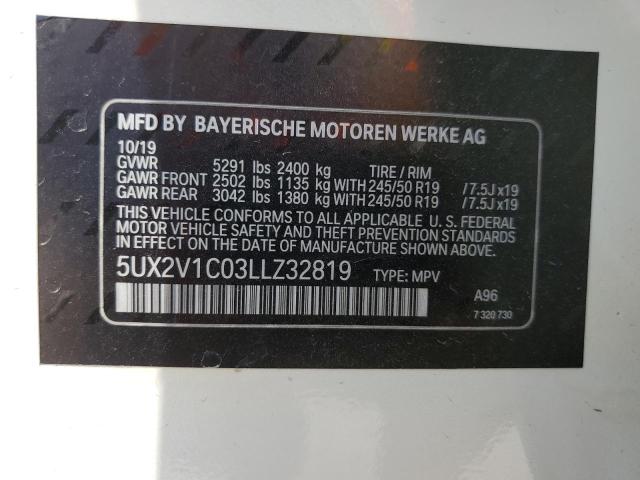 MFD BY BAYERISCHE MOTOREN WERKE AG
10/19
GVWR 5291 lbs 2400 kg TIRE / RIM
GAWR FRONT 2502 lbs 1135 kg WITH 245/50 R19 /7.5J x19
GAWR REAR 3042 lbs 1380 kg WITH 245/50 R19 /7.5J x19
THIS VEHICLE CONFORMS TO ALL APPLICABLE U. S. FEDERAL
MOTOR VEHICLE SAFETY AND THEFT PREVENTION STANDARDS
IN EFFECT ON THE DATE OF MANUFACTURE SHOWN ABOVE.
5UX2V1C03LLZ32819 TYPE: MPV
A96
7 320 730